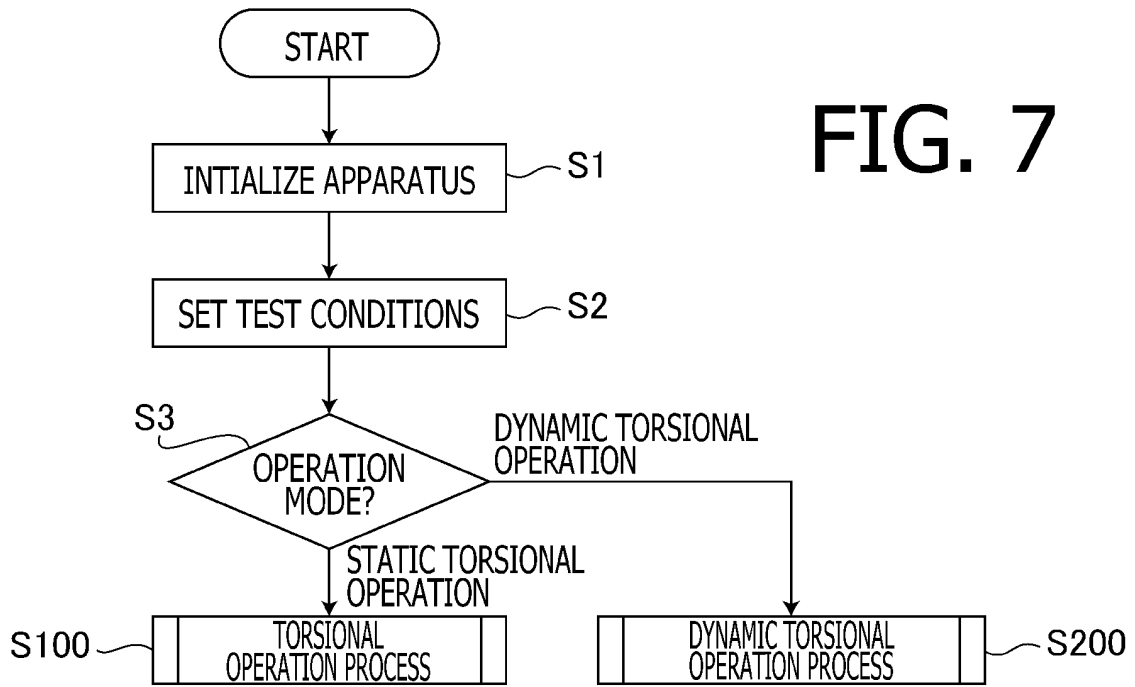 START
FIG. 7
INTIALIZE APPARATUS
S1
SET TEST CONDITIONS
S2
S3
OPERATION
MODE?
DYNAMIC TORSIONAL
OPERATION
STATIC TORSIONAL
OPERATION
S100
TORSIONAL
OPERATION PROCESS
DYNAMIC TORSIONAL
OPERATION PROCESS
S200